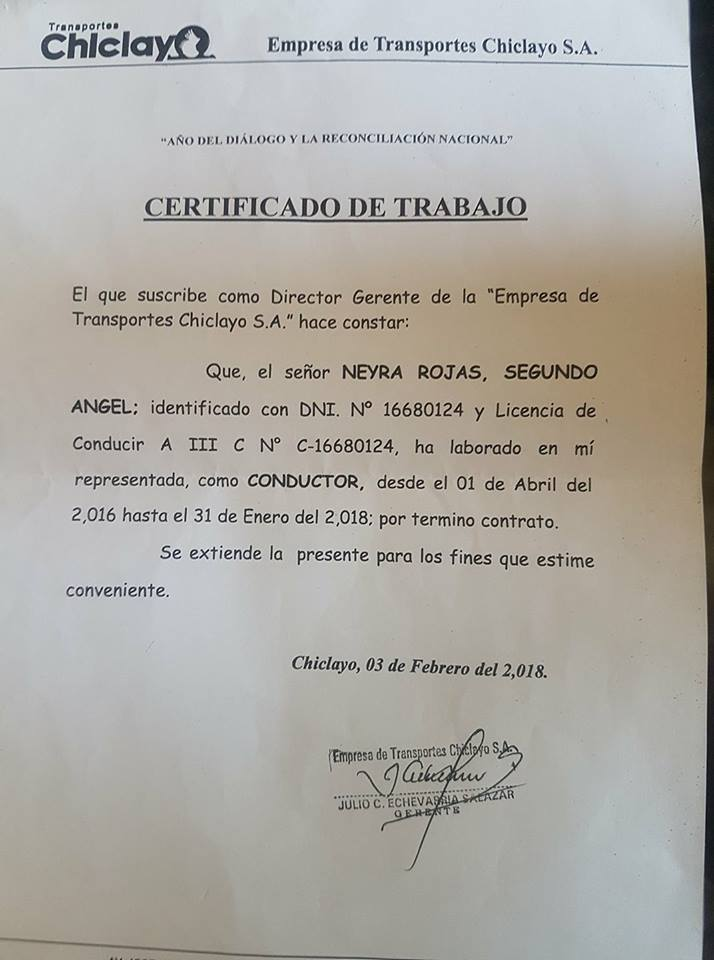 Transportes
Chiclayo
Empresa de Transportes Chiclayo S.A.
“AÑO DEL DIÁLOGO Y LA RECONCILIACIÓN NACIONAL”
CERTIFICADO DE TRABAJO
El que suscribe como Director Gerente de la “Empresa de
Transportes Chiclayo S.A.” hace constar:
Que, el señor NEYRA ROJAS, SEGUNDO
ANGEL; identificado con DNI. Nº 16680124 y Licencia de
Conducir A III C Nº C-16680124, ha laborado en mí
representada, como CONDUCTOR, desde el 01 de Abril del
2,016 hasta el 31 de Enero del 2,018; por termino contrato.
Se extiende la presente para los fines que estime
conveniente.
Chiclayo, 03 de Febrero del 2,018.
Empresa de Transportes Chiclayo S.A.
JULIO C. ECHEVARRIA SALAZAR
GERENTE